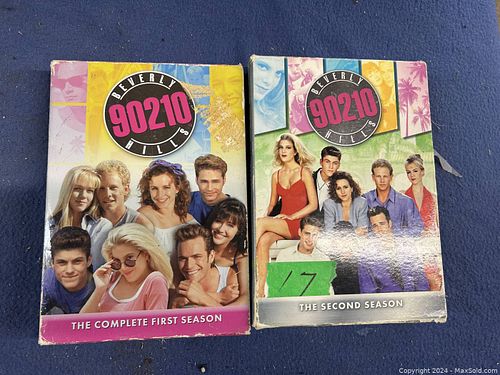 BEVERLY
90210
HILLS
THE COMPLETE FIRST SEASON
BEVERLY
90210
HILLS
17
THE SECOND SEASON
Copyright © 2024 - MaxSold.com